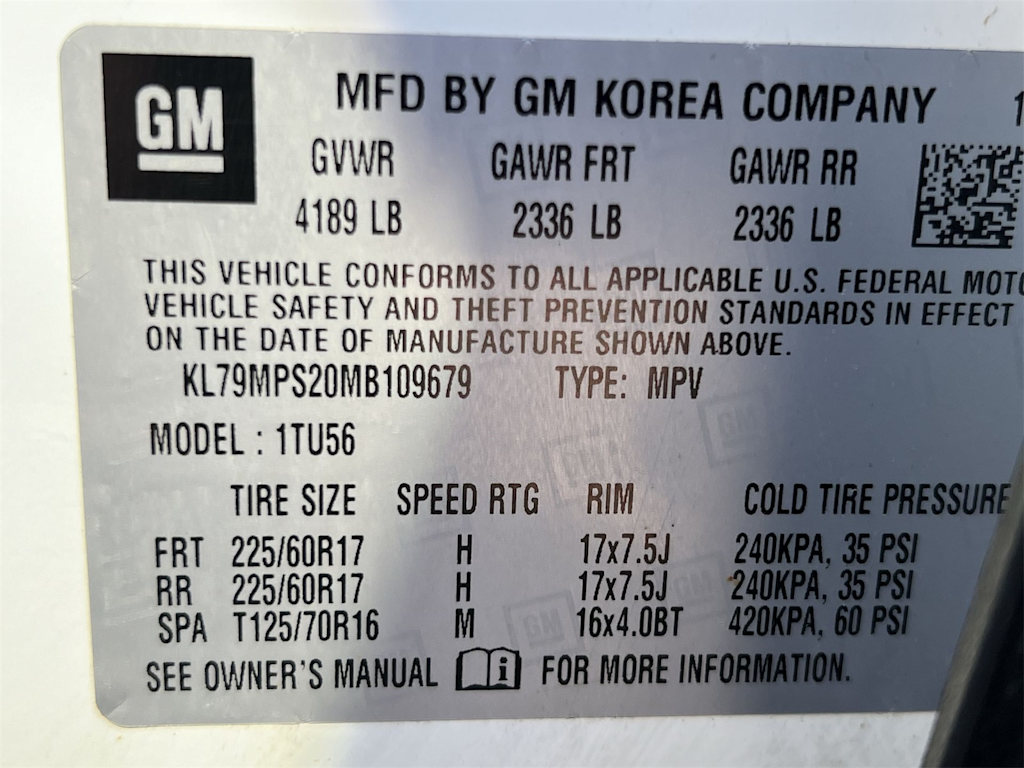 GM
MFD BY GM KOREA COMPANY 1
GVWR GAWR FRT GAWR RR
4189 LB 2336 LB 2336 LB
THIS VEHICLE CONFORMS TO ALL APPLICABLE U.S. FEDERAL MOTO
VEHICLE SAFETY AND THEFT PREVENTION STANDARDS IN EFFECT
ON THE DATE OF MANUFACTURE SHOWN ABOVE.
KL79MPS20MB109679 TYPE: MPV
MODEL : 1TU56
TIRE SIZE SPEED RTG RIM COLD TIRE PRESSURE
FRT 225/60R17 H 17x7.5J 240KPA, 35 PSI
RR 225/60R17 H 17x7.5J 240KPA, 35 PSI
SPA T125/70R16 M 16x4.0BT 420KPA, 60 PSI
SEE OWNER'S MANUAL i FOR MORE INFORMATION.